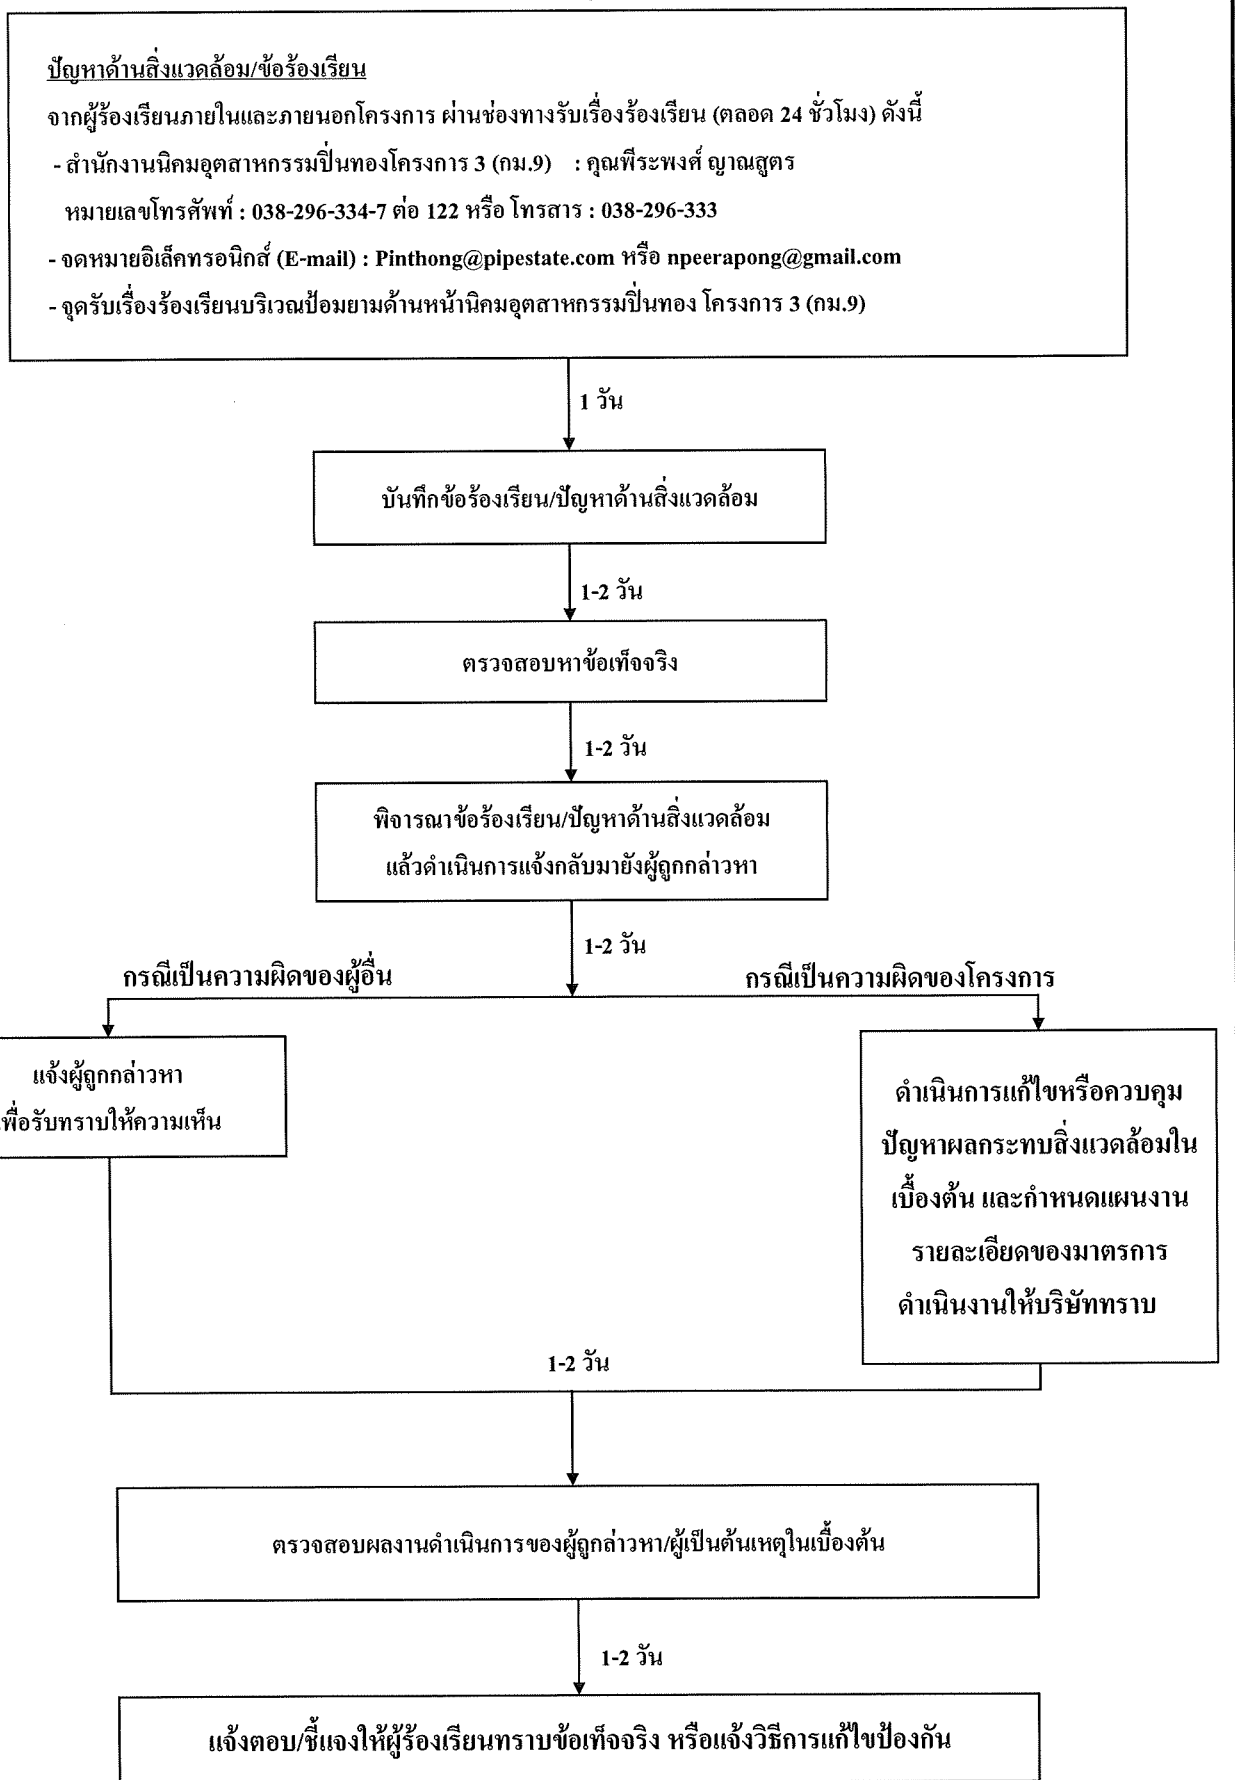 ปัญหาด้านสิ่งแวดล้อม/ข้อร้องเรียน
จากผู้ร้องเรียนภายในและภายนอกโครงการ ผ่านช่องทางรับเรื่องร้องเรียน (ตลอด 24 ชั่วโมง) ดังนี้
- สำนักงานนิคมอุตสาหกรรมปิ่นทองโครงการ 3 (กม.9) : คุณพีระพงศ์ ญาณสูตร
หมายเลขโทรศัพท์ : 038-296-334-7 ต่อ 122 หรือ โทรสาร : 038-296-333
- จดหมายอิเล็คทรอนิกส์ (E-mail) : Pinthong@pipestate.com หรือ npeerapong@gmail.com
- จุดรับเรื่องร้องเรียนบริเวณป้อมยามด้านหน้านิคมอุตสาหกรรมปิ่นทอง โครงการ 3 (กม.9)
1 วัน
บันทึกข้อร้องเรียน/ปัญหาด้านสิ่งแวดล้อม
1-2 วัน
ตรวจสอบหาข้อเท็จจริง
1-2 วัน
พิจารณาข้อร้องเรียน/ปัญหาด้านสิ่งแวดล้อม
แล้วดำเนินการแจ้งกลับมายังผู้ถูกกล่าวหา
1-2 วัน
กรณีเป็นความผิดของผู้อื่น
กรณีเป็นความผิดของโครงการ
แจ้งผู้ถูกกล่าวหา
เพื่อรับทราบให้ความเห็น
ดำเนินการแก้ไขหรือควบคุม
ปัญหาผลกระทบสิ่งแวดล้อมใน
เบื้องต้น และกำหนดแผนงาน
รายละเอียดของมาตรการ
ดำเนินงานให้บริษัททราบ
1-2 วัน
ตรวจสอบผลงานดำเนินการของผู้ถูกล่าวหา/ผู้เป็นต้นเหตุในเบื้องต้น
1-2 วัน
แจ้งตอบ/ชี้แจงให้ผู้ร้องเรียนทราบข้อเท็จจริง หรือแจ้งวิธีการแก้ไขป้องกัน